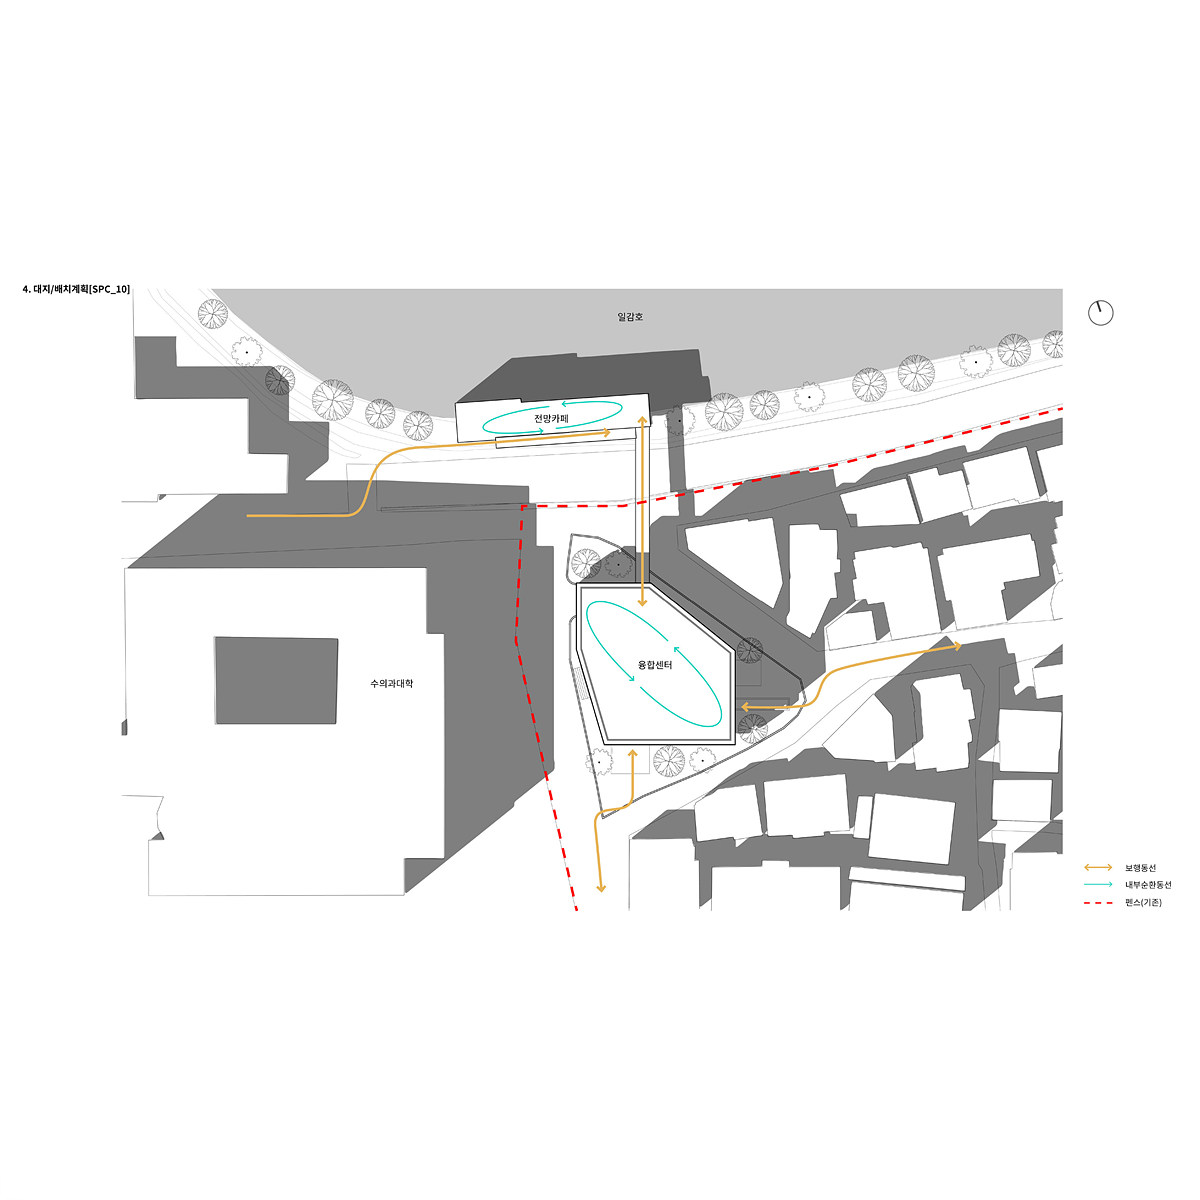 4. 대지/배치계획[SPC_10]
일감호
전망카페
융합센터
수의과대학
보행동선
내부순환동선
펜스(기존)